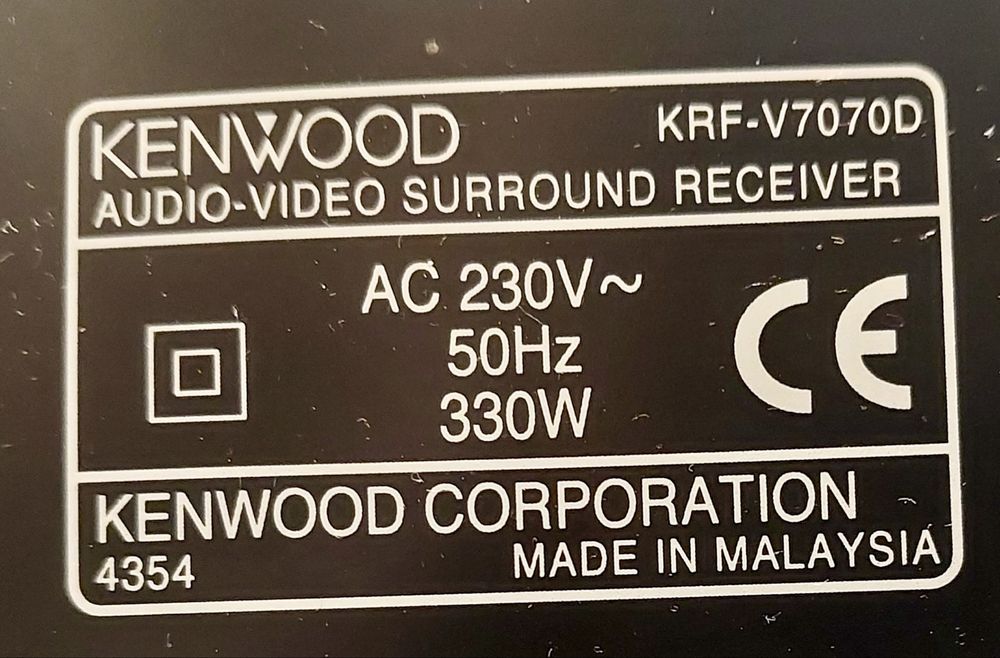 KENWOOD KRF-V7070D
AUDIO-VIDEO SURROUND RECEIVER
AC 230V~
50Hz
330W
CE
KENWOOD CORPORATION
4354 MADE IN MALAYSIA